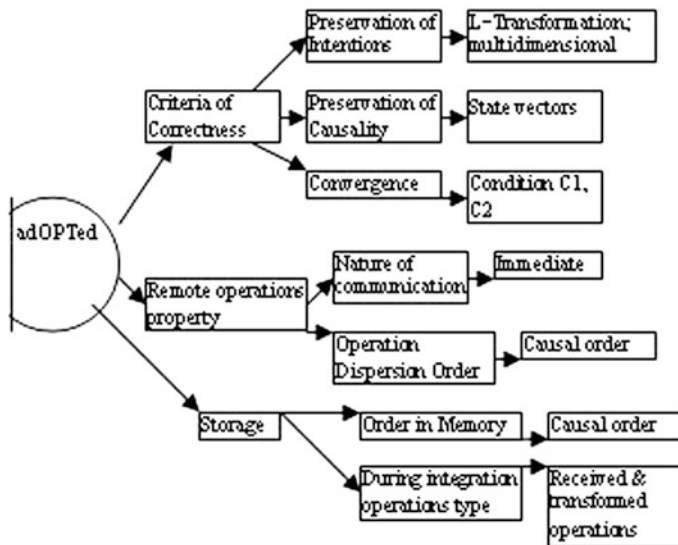 Preservation of
Intentions
L-Transformation;
multidimensional
Criteria of
Correctness
Preservation of
Causality
State vectors
Convergence
Condition C1,
C2
adOPTed
Remote operations
property
Nature of
communication
Immediate
Operation
Dispersion Order
Causal order
Storage
Order in Memory
Causal order
During integration
operations type
Received &
transformed
operations